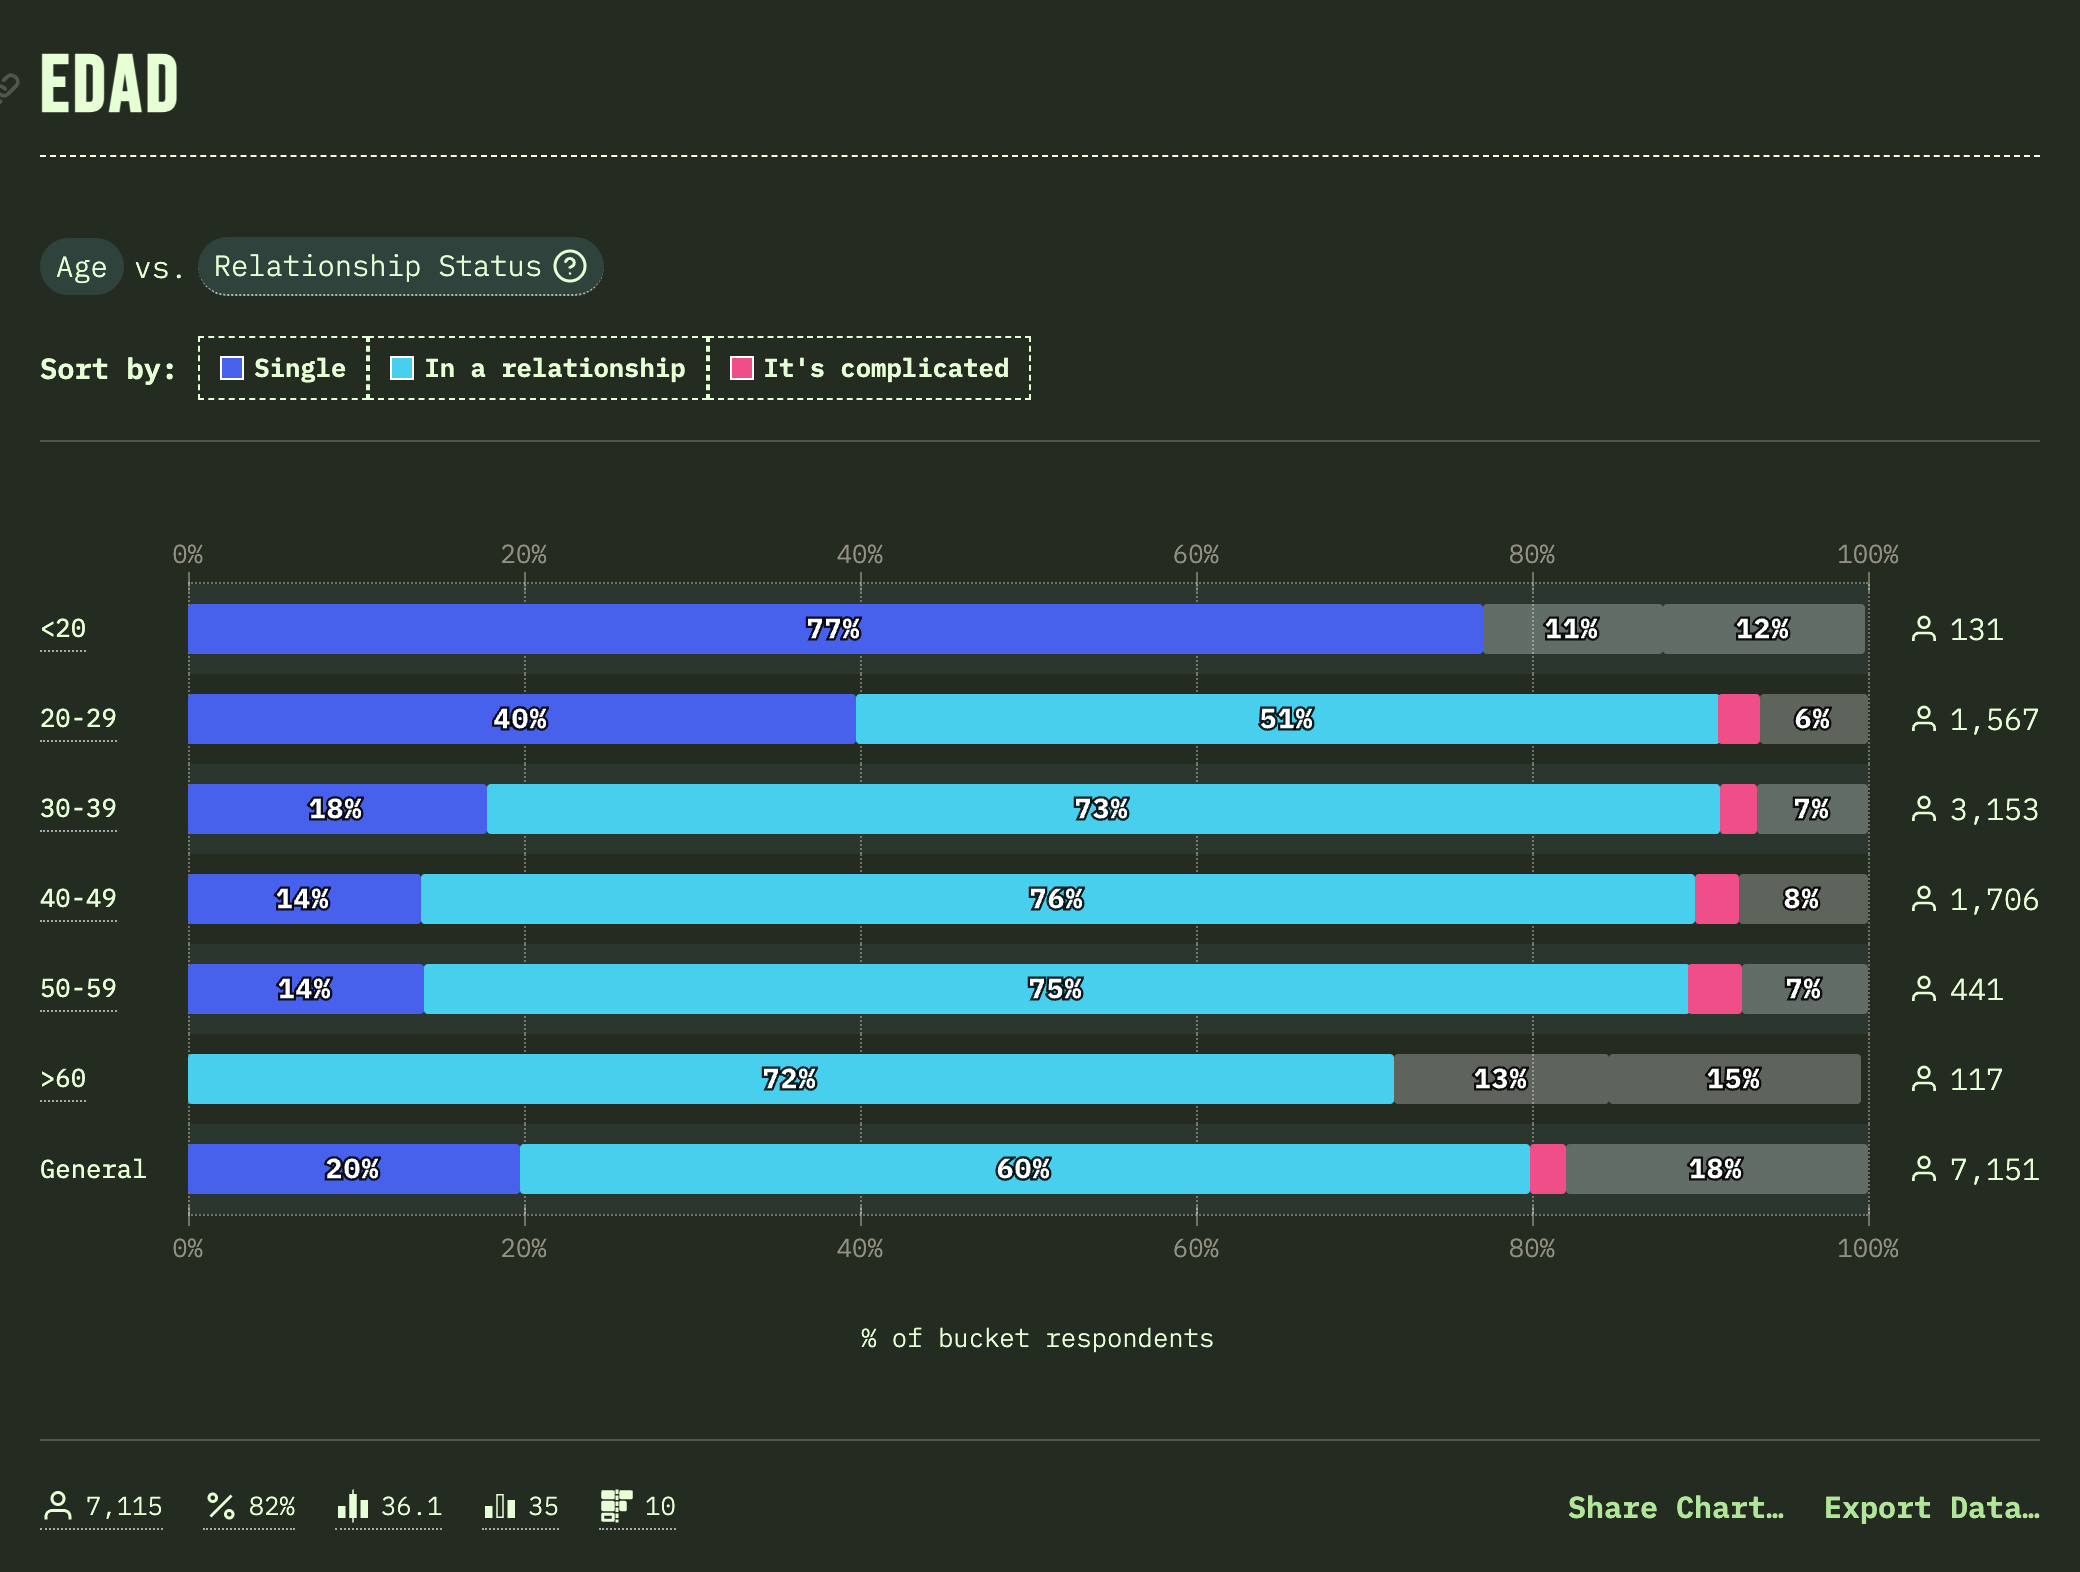 EDAD
Age vs. Relationship Status ?
Sort by: Single In a relationship It's complicated
0% 20% 40% 60% 80% 100%
<20 77% 11% 12% 131
20-29 40% 51% 6% 1,567
30-39 18% 73% 7% 3,153
40-49 14% 76% 8% 1,706
50-59 14% 75% 7% 441
>60 72% 13% 15% 117
General 20% 60% 18% 7,151
0% 20% 40% 60% 80% 100%
% of bucket respondents
7,115 82% 36.1 35 10 Share Chart… Export Data…